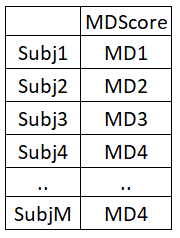 MDScore
Subj1 MD1
Subj2 MD2
Subj3 MD3
Subj4 MD4
.. ..
SubjM MD4